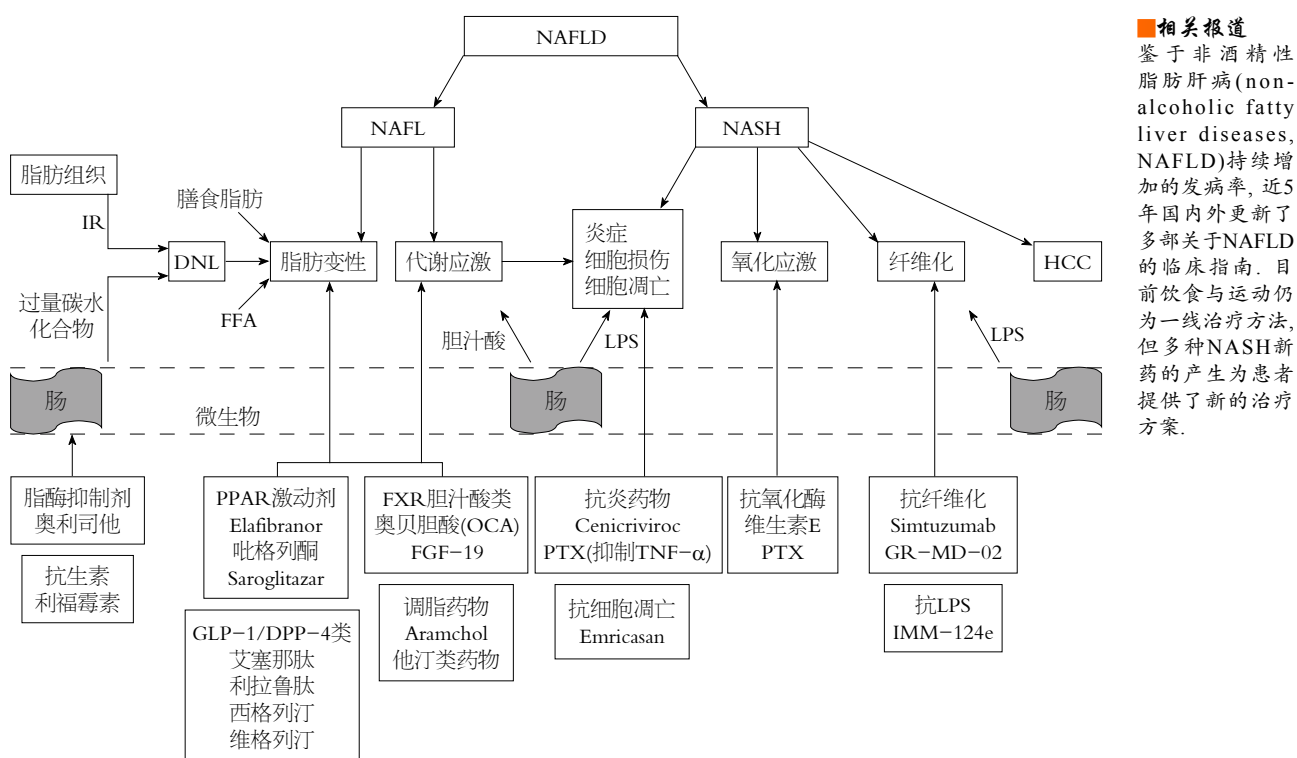 NAFLD
NAFL
NASH
脂肪组织
IR
膳食脂肪
DNL
脂肪变性
代谢应激
炎症
细胞损伤
细胞凋亡
氧化应激
纤维化
HCC
过量碳水
化合物
FFA
胆汁酸
LPS
LPS
肠
微生物
肠
肠
脂酶抑制剂
奥利司他
抗生素
利福霉素
PPAR激动剂
Elafibranor
吡格列酮
Saroglitazar
GLP-1/DPP-4类
艾塞那肽
利拉鲁肽
西格列汀
维格列汀
FXR胆汁酸类
奥贝胆酸(OCA)
FGF-19
调脂药物
Aramchol
他汀类药物
抗炎药物
Cenicriviroc
PTX(抑制TNF-α)
抗细胞凋亡
Emricasan
抗氧化酶
维生素E
PTX
抗纤维化
Simtuzumab
GR-MD-02
抗LPS
IMM-124e
■相关报道
鉴于非酒精性
脂肪肝病(non-
alcoholic fatty
liver diseases,
NAFLD)持续增
加的发病率, 近5
年国内外更新了
多部关于NAFLD
的临床指南. 目
前饮食与运动仍
为一线治疗方法,
但多种NASH新
药的产生为患者
提供了新的治疗
方案.